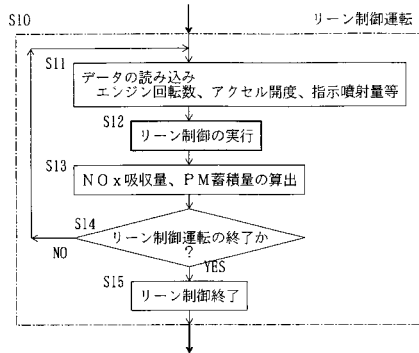 S10
リーン制御運転
S11
データの読み込み
エンジン回転数、アクセル開度、指示噴射量等
S12
リーン制御の実行
S13
NOx吸収量、PM蓄積量の算出
S14
リーン制御運転の終了か
?
NO
YES
S15
リーン制御終了